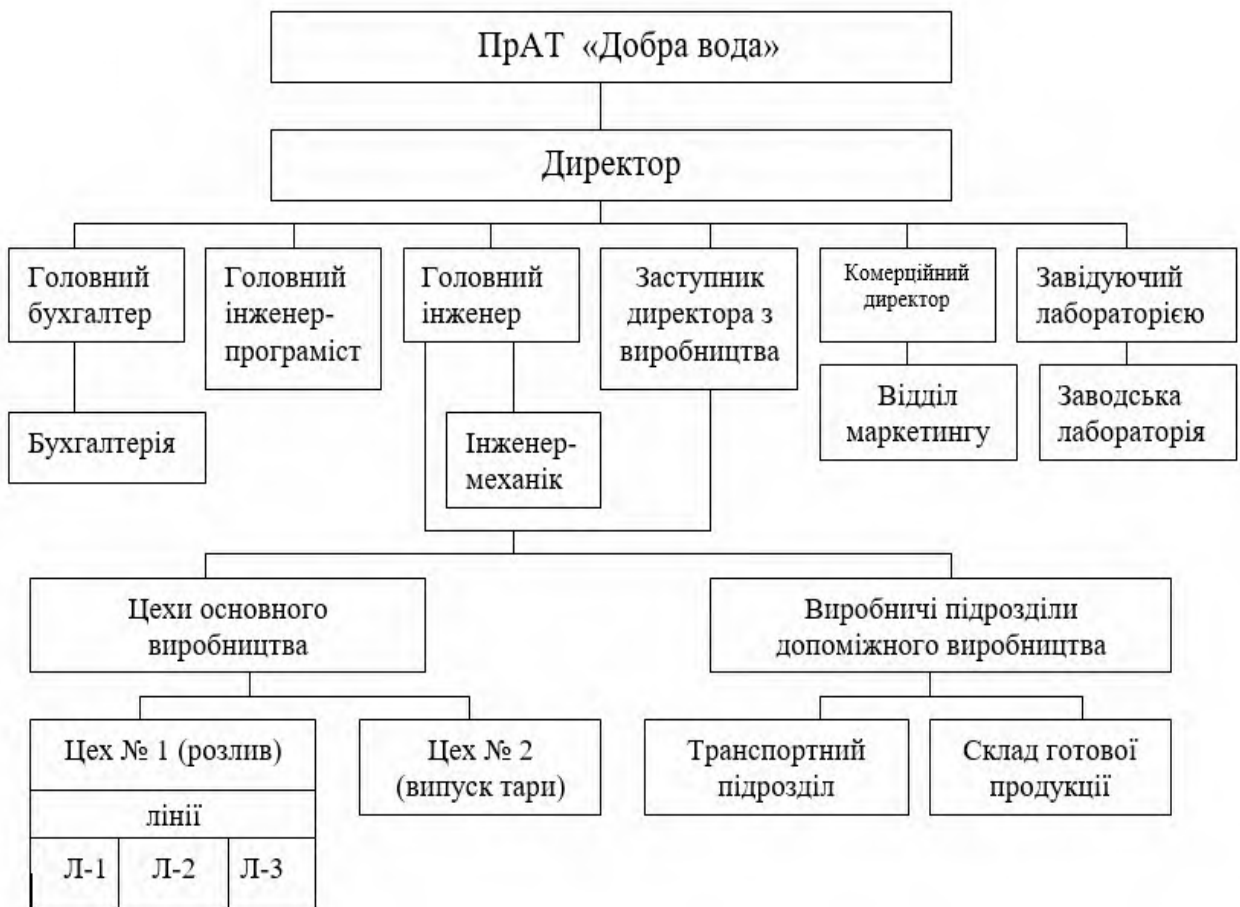 ПрАТ «Добра вода»
Директор
Головний
бухгалтер
Головний
інженер-
програміст
Головний
інженер
Заступник
директора з
виробництва
Комерційний
директор
Завідуючий
лабораторією
Бухгалтерія
Інженер-
механік
Відділ
маркетингу
Заводська
лабораторія
Цехи основного
виробництва
Виробничі підрозділи
допоміжного виробництва
Цех № 1 (розлив)
лінії
Л-1 Л-2 Л-3
Цех № 2
(випуск тари)
Транспортний
підрозділ
Склад готової
продукції